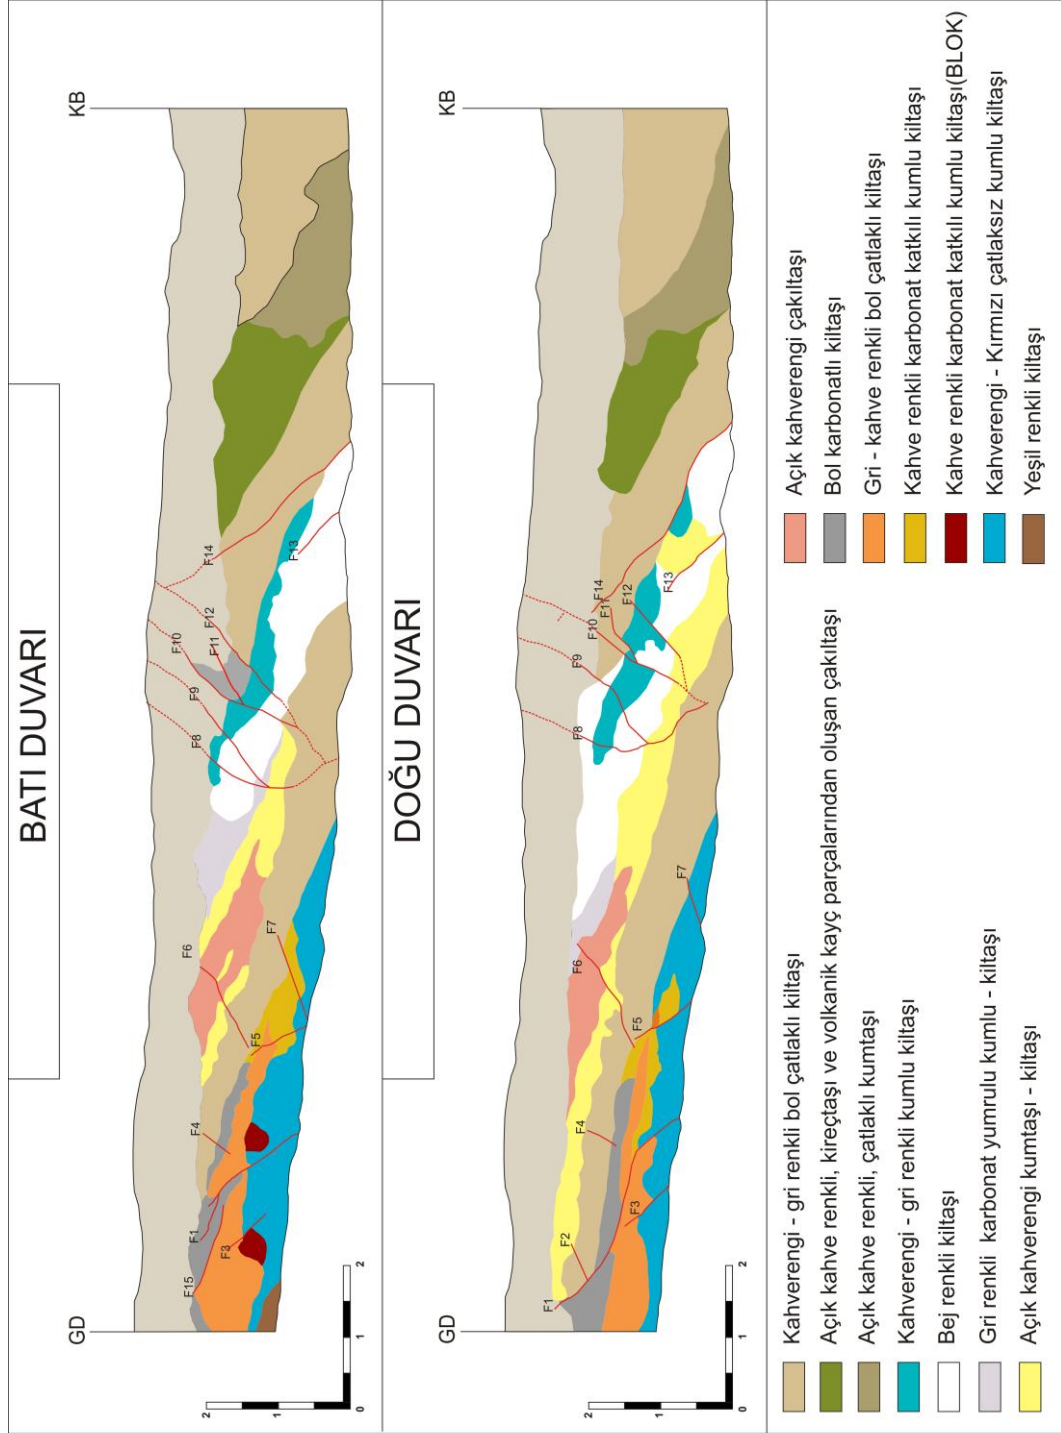 BATI DUVARI
GD
KB
F15
F1
F3
F4
F5
F7
F6
F8
F9
F10
F11
F12
F13
F14
2
1
0
1
2
DOĞU DUVARI
GD
KB
F1
F2
F3
F4
F5
F6
F7
F8
F9
F10
F11
F14
F12
F13
2
1
0
1
2
Kahverengi - gri renkli bol çatlaklı kiltaşı
Açık kahve renkli, kireçtaşı ve volkanik kayç parçalarından oluşan çakıltaşı
Açık kahve renkli, çatlaklı kumtaşı
Kahverengi - gri renkli kumlu kiltaşı
Bej renkli kiltaşı
Gri renkli karbonat yumrulu kumlu - kiltaşı
Açık kahverengi kumtaşı - kiltaşı
Açık kahverengi çakıltaşı
Bol karbonatlı kiltaşı
Gri - kahve renkli bol çatlaklı kiltaşı
Kahve renkli karbonat katkılı kumlu kiltaşı
Kahve renkli karbonat katkılı kumlu kiltaşı(BLOK)
Kahverengi - Kırmızı çatlaksız kumlu kiltaşı
Yeşil renkli kiltaşı